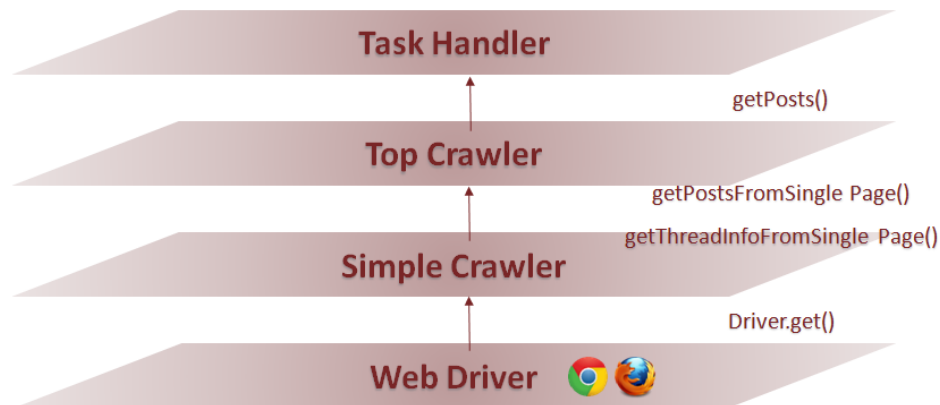 Task Handler
getPosts()
Top Crawler
getPostsFromSingle Page()
getThreadInfoFromSingle Page()
Simple Crawler
Driver.get()
Web Driver